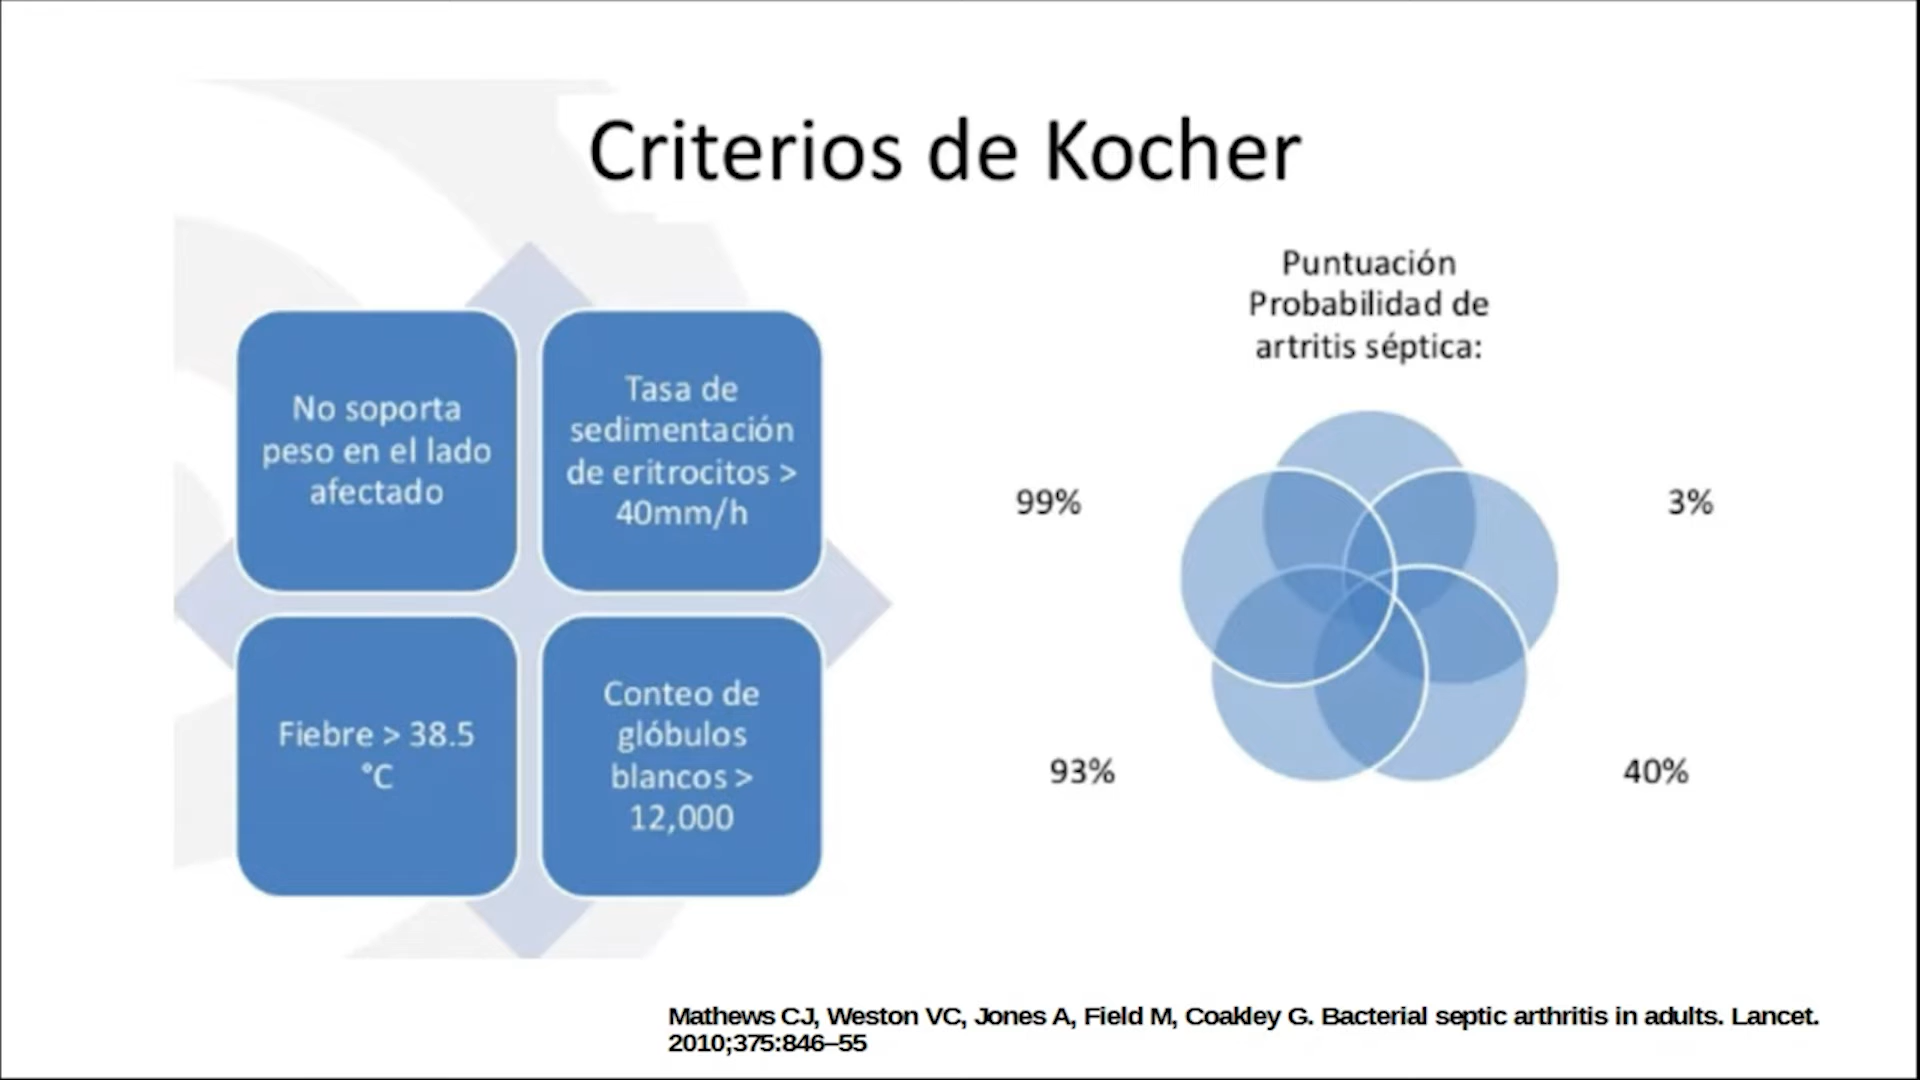 Criterios de Kocher
No soporta
peso en el lado
afectado
Tasa de
sedimentación
de eritrocitos >
40mm/h
Fiebre > 38.5
°C
Conteo de
glóbulos
blancos >
12,000
Puntuación
Probabilidad de
artritis séptica:
99%
3%
93%
40%
Mathews CJ, Weston VC, Jones A, Field M, Coakley G. Bacterial septic arthritis in adults. Lancet.
2010;375:846–55